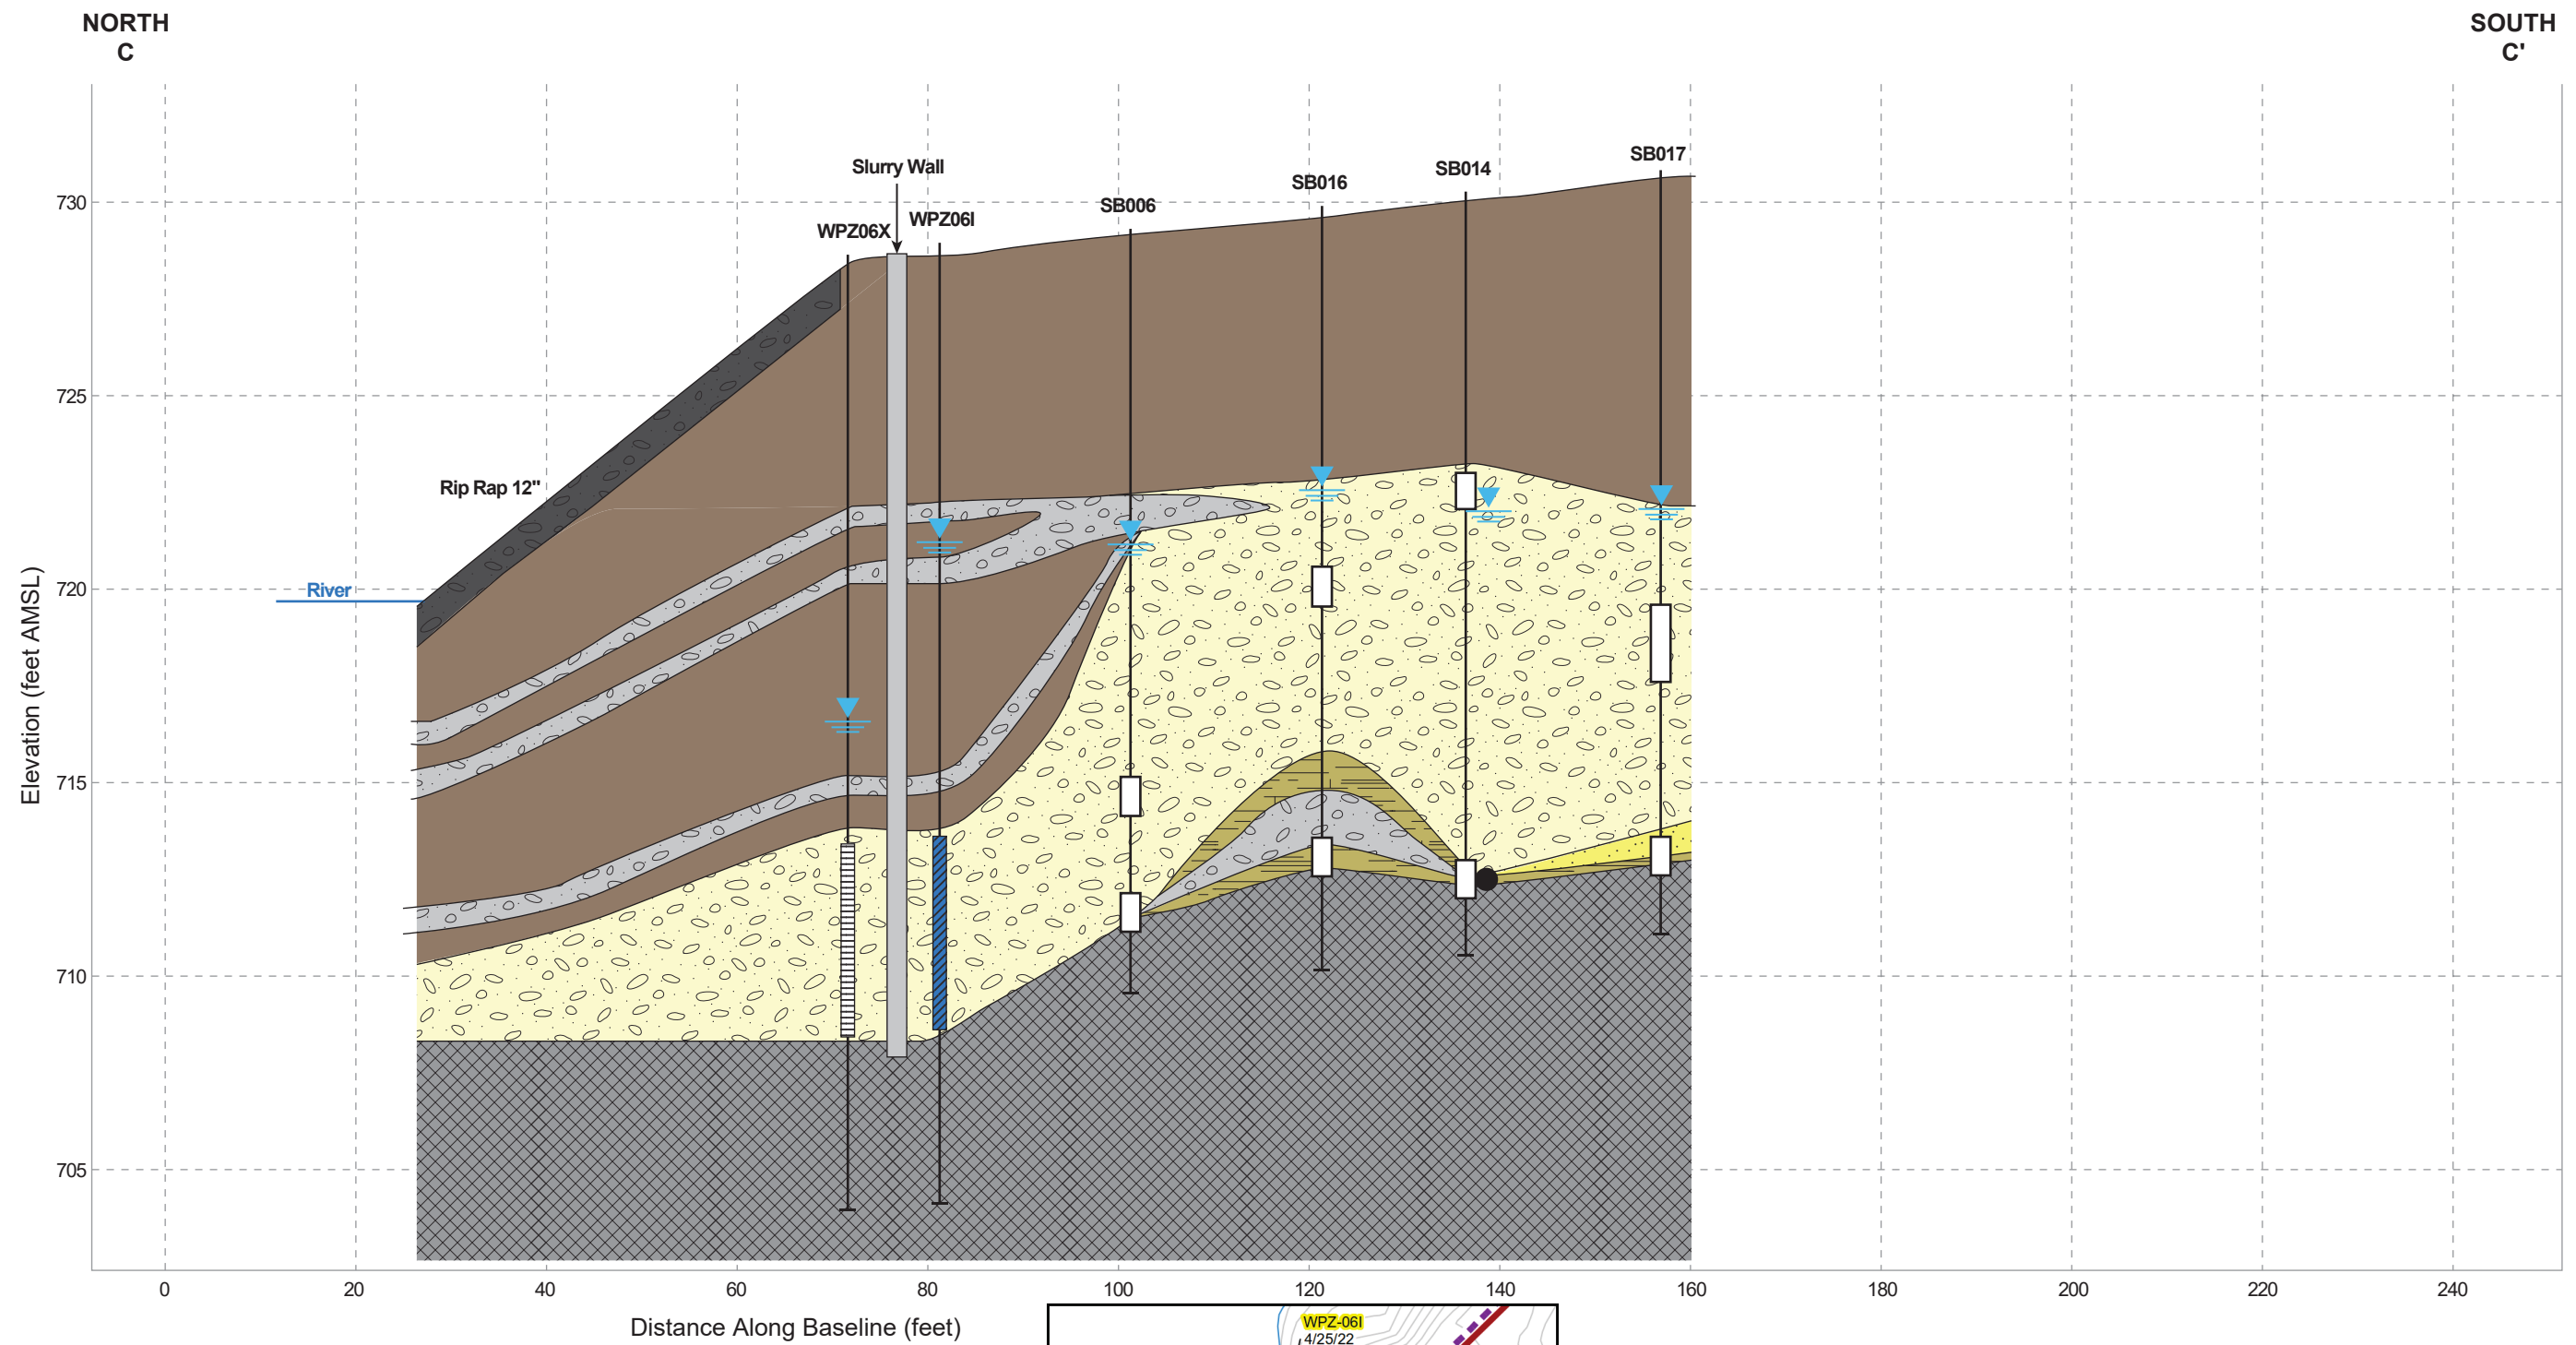 NORTH
C
SOUTH
C'
SB017
Slurry Wall
SB014
SB016
SB006
WPZ06I
WPZ06X
730
725
Rip Rap 12"
River
720
715
710
705
Elevation (feet AMSL)
0 20 40 60 80 100 120 140 160 180 200 220 240
Distance Along Baseline (feet)
WPZ-06I
4/25/22